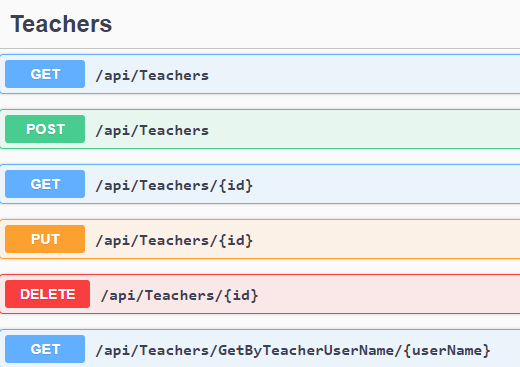 Teachers
GET /api/Teachers
POST /api/Teachers
GET /api/Teachers/{id}
PUT /api/Teachers/{id}
DELETE /api/Teachers/{id}
GET /api/Teachers/GetByTeacherUserName/{userName}